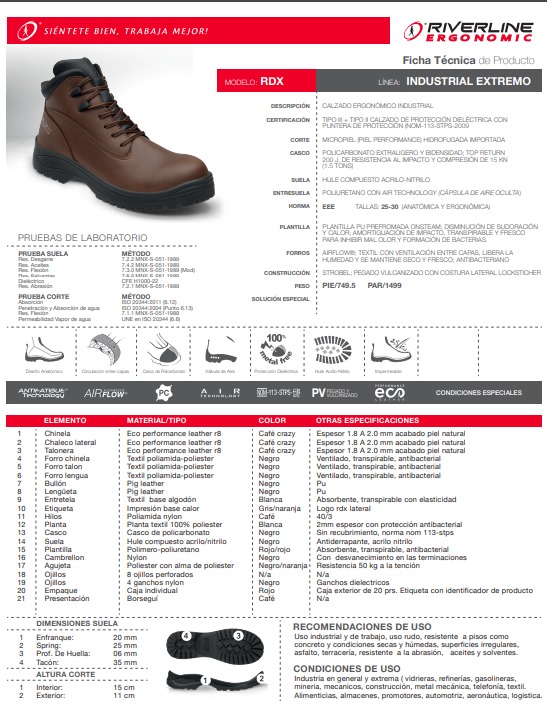 SIÉNTETE BIEN, TRABAJA MEJOR!
RIVERLINE
ERGONOMIC
Ficha Técnica de Producto
MODELO: RDX
LÍNEA: INDUSTRIAL EXTREMO
DESCRIPCIÓN CALZADO ERGONÓMICO INDUSTRIAL
CERTIFICACIÓN TIPO III + TIPO II CALZADO DE PROTECCIÓN DIELÉCTRICA CON
PUNTERA DE PROTECCIÓN (NOM-113-STPS-2009
CORTE MICROPIEL (PIEL PERFORMANCE) HIDROFUGADA IMPORTADA
CASCO POLICARBONATO EXTRALIGERO Y BIDENSIDAD; TOP RETURN
200 J. DE RESISTENCIA AL IMPACTO Y COMPRESIÓN DE 15 KN
(1.5 TONS)
SUELA HULE COMPUESTO ACRILO-NITRILO
ENTRESUELA POLIURETANO CON AIR TECHNOLOGY (CÁPSULA DE AIRE OCULTA)
HORMA EEE TALLAS: 25-30 (ANATÓMICA Y ERGONÓMICA)
PLANTILLA PLANTILLA PU PREFROMADA ONSTEAM; DISMINUCIÓN DE SUDORACIÓN
Y CALOR; AMORTIGUACIÓN DE IMPACTO, TRANSPIRABLE Y FRESCO
PARA INHIBIR MAL OLOR Y FORMACIÓN DE BACTERIAS
FORROS AIRFLOW®; TEXTIL CON VENTILACIÓN ENTRE CAPAS, LIBERA LA
HUMEDAD Y SE MANTIENE SECO Y FRESCO; ANTIBACTERIANO
CONSTRUCCIÓN STROBEL; PEGADO VULCANIZADO CON COSTURA LATERAL LOCKSTICHER
PESO PIE/749.5 PAR/1499
SOLUCIÓN ESPECIAL
PRUEBAS DE LABORATORIO
PRUEBA SUELA MÉTODO
Res. Desgarre 7.2.2 MNX-S-051-1989
Res. Aceites 7.4.2 MNX-S-051-1989
Res. Flexión 7.3.0 MNX-S-051-1989 (Mod)
Dieléctrico CFE H1000-22
Res. Abrasión 7.2.1 MNX-S-051-1989
PRUEBA CORTE MÉTODO
Absorción ISO 20344:2011 (6.12)
Penetración y Absorción de agua ISO 20344:2004 (Punto 6.13)
Res. Flexión 7.1.1 MNX-S-051-1989
Permeabilidad Vapor de agua UNE en ISO 20344 (6.6)
100%
metal free
Diseño Anatómico Circulación entre capas Casco de Policarbonato Válvula de Aire Protección Dieléctrica Hule Acrilo-Nitrilo Impermeables
ANTI-FATIGUE Technology AIRFLOW PC AIR TECHNOLOGY NOM-113-STPS PV PEGADO Y VULCANIZADO PERFORMANCE eco LEATHER CONDICIONES ESPECIALES
ELEMENTO MATERIAL/TIPO COLOR OTRAS ESPECIFICACIONES
1 Chinela Eco performance leather r8 Café crazy Espesor 1.8 A 2.0 mm acabado piel natural
2 Chaleco lateral Eco performance leather r8 Café crazy Espesor 1.8 A 2.0 mm acabado piel natural
3 Talonera Eco performance leather r8 Café crazy Espesor 1.8 A 2.0 mm acabado piel natural
4 Forro chinela Textil poliamida-poliester Negro Ventilado, transpirable, antibacterial
5 Forro talon Textil poliamida-poliester Negro Ventilado, transpirable, antibacterial
6 Forro lengua Textil poliamida-poliester Negro Ventilado, transpirable, antibacterial
7 Bullón Pig leather Negro Pu
8 Lengüeta Pig leather Negro Pu
9 Entretela Textil base algodón Blanca Absorbente, transpirable con elasticidad
10 Etiqueta Impresión base calor Gris/naranja Logo rdx lateral
11 Hilos Poliamida nylon Café 40/3
12 Planta Planta textil 100% poliester Blanca 2mm espesor con protección antibacterial
13 Casco Casco de policarbonato Negro Sin recubrimiento, norma nom 113-stps
14 Suela Hule compuesto acrilo/nitrilo Negro Antiderrapante, acrilo nitrilo
15 Plantilla Polimero-poliuretano Rojo/rojo Absorbente, transpirable, antibacterial
16 Cambrellon Nylon Negro Con desvanecimiento en las terminaciones
17 Agujeta Poliester con alma de poliester Negro/naranja Resistencia 50 kg a la tención
18 Ojillos 8 ojillos perforados N/a N/a
19 Ojillos 4 ganchos nylon Negro Ganchos dielectricos
20 Empaque Caja individual Rojo Caja exterior de 20 prs. Etiqueta con identificador de producto
21 Presentación Borseguí Café N/a
DIMENSIONES SUELA
1 Enfranque: 20 mm
2 Spring: 25 mm
3 Prof. De Huella: 06 mm
4 Tacón: 35 mm
ALTURA CORTE
1 Interior: 15 cm
2 Exterior: 11 cm
4 3
1 2
RECOMENDACIONES DE USO
Uso industrial y de trabajo, uso rudo, resistente a pisos como
concreto y condiciones secas y húmedas, superficies irregulares,
asfalto, terracería, resistente a la abrasión, aceites y solventes.
CONDICIONES DE USO
Industria en general y extrema ( vidrieras, refinerías, gasolineras,
mineria, mecanicos, construcción, metal mecánica, telefonía, textil.
Alimenticias, almacenes, promotores, automotriz, aeronáutica, logística.